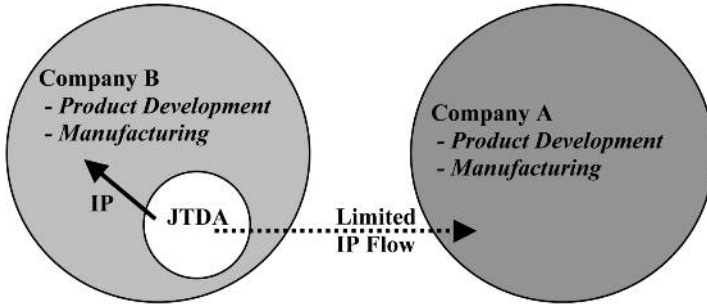 Company B
- Product Development
- Manufacturing
IP
JTDA
Limited
IP Flow
Company A
- Product Development
- Manufacturing